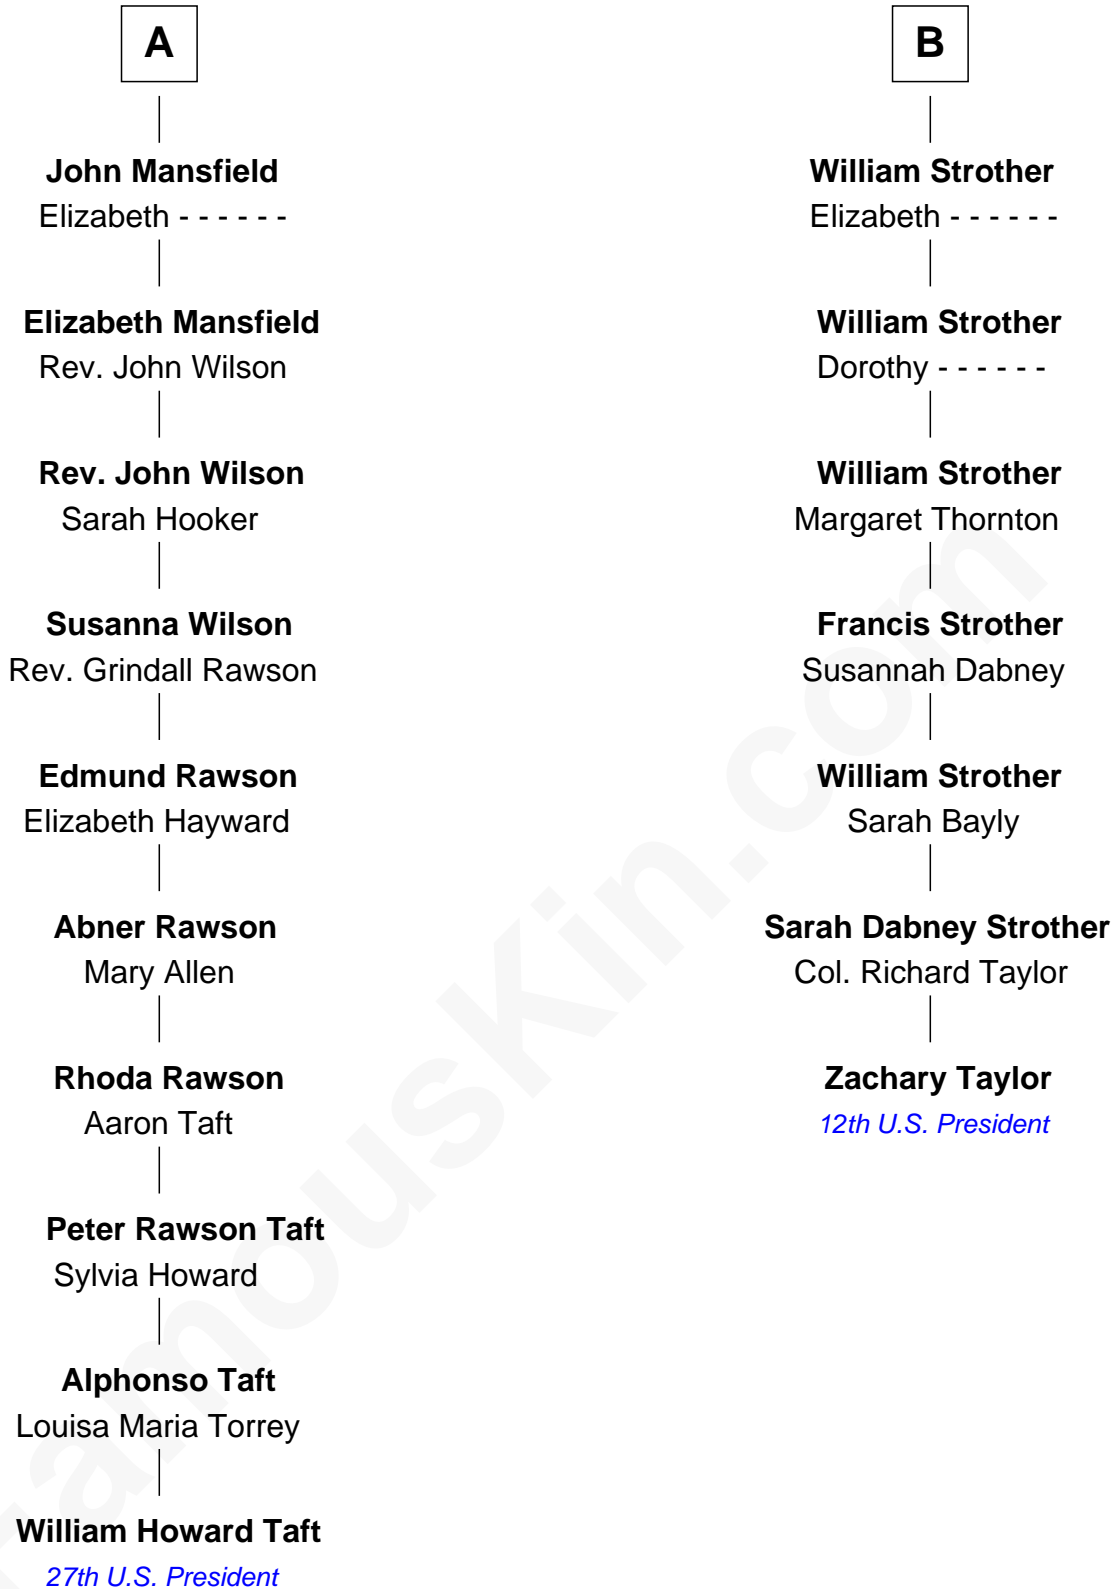 A
John Mansfield
Elizabeth - - - - - -
Elizabeth Mansfield
Rev. John Wilson
Rev. John Wilson
Sarah Hooker
Susanna Wilson
Rev. Grindall Rawson
Edmund Rawson
Elizabeth Hayward
Abner Rawson
Mary Allen
Rhoda Rawson
Aaron Taft
Peter Rawson Taft
Sylvia Howard
Alphonso Taft
Louisa Maria Torrey
William Howard Taft
27th U.S. President
B
William Strother
Elizabeth - - - - - -
William Strother
Dorothy - - - - - -
William Strother
Margaret Thornton
Francis Strother
Susannah Dabney
William Strother
Sarah Bayly
Sarah Dabney Strother
Col. Richard Taylor
Zachary Taylor
12th U.S. President
FamousKin.com